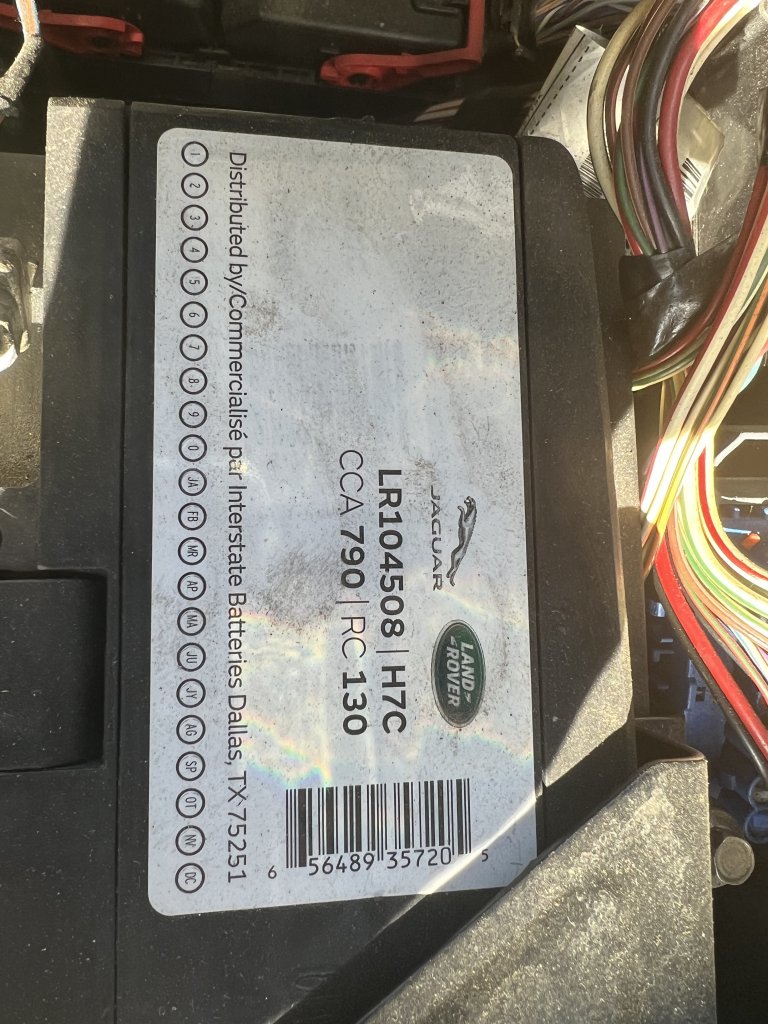 JAGUAR
LAND
ROVER
LR104508 | H7C
CCA 790 | RC 130
6 56489 35720 5
Distributed by/Commercialisé par Interstate Batteries Dallas, TX 75251
1 2 3 4 5 6 7 8 9 0 JA FB MR AP MA JU JY AG SP OT NV DC